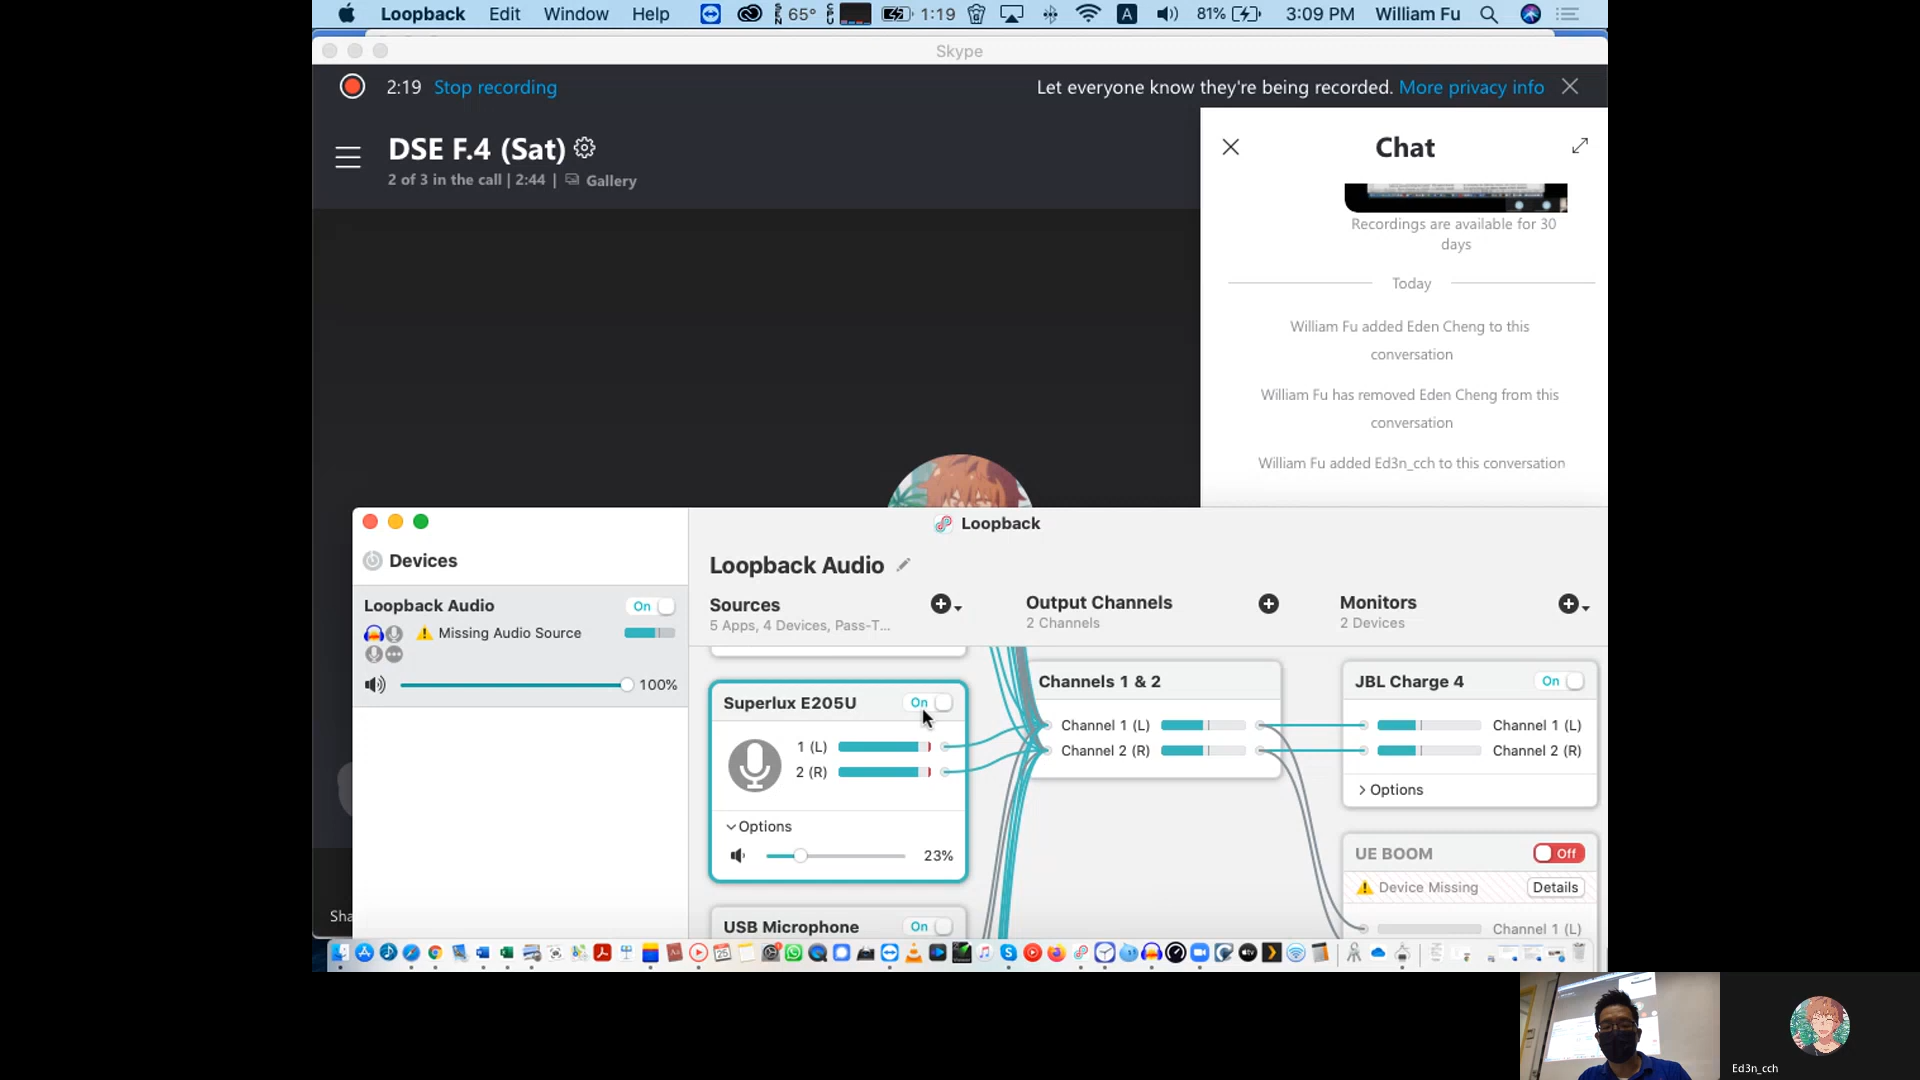 Loopback Edit Window Help 65° 1:19 A 81% 3:09 PM William Fu
Skype
2:19 Stop recording
Let everyone know they're being recorded. More privacy info
DSE F.4 (Sat)
2 of 3 in the call | 2:44 | Gallery
Chat
Recordings are available for 30
days
Today
William Fu added Eden Cheng to this
conversation
William Fu has removed Eden Cheng from this
conversation
William Fu added Ed3n_cch to this conversation
Loopback
Devices
Loopback Audio On
Missing Audio Source
100%
Loopback Audio
Sources
5 Apps, 4 Devices, Pass-T...
Output Channels
2 Channels
Monitors
2 Devices
Superlux E205U On
1 (L)
2 (R)
Options
23%
USB Microphone On
Channels 1 & 2
Channel 1 (L)
Channel 2 (R)
JBL Charge 4 On
Channel 1 (L)
Channel 2 (R)
Options
UE BOOM Off
Device Missing Details
Channel 1 (L)
Sha
Ed3n_cch